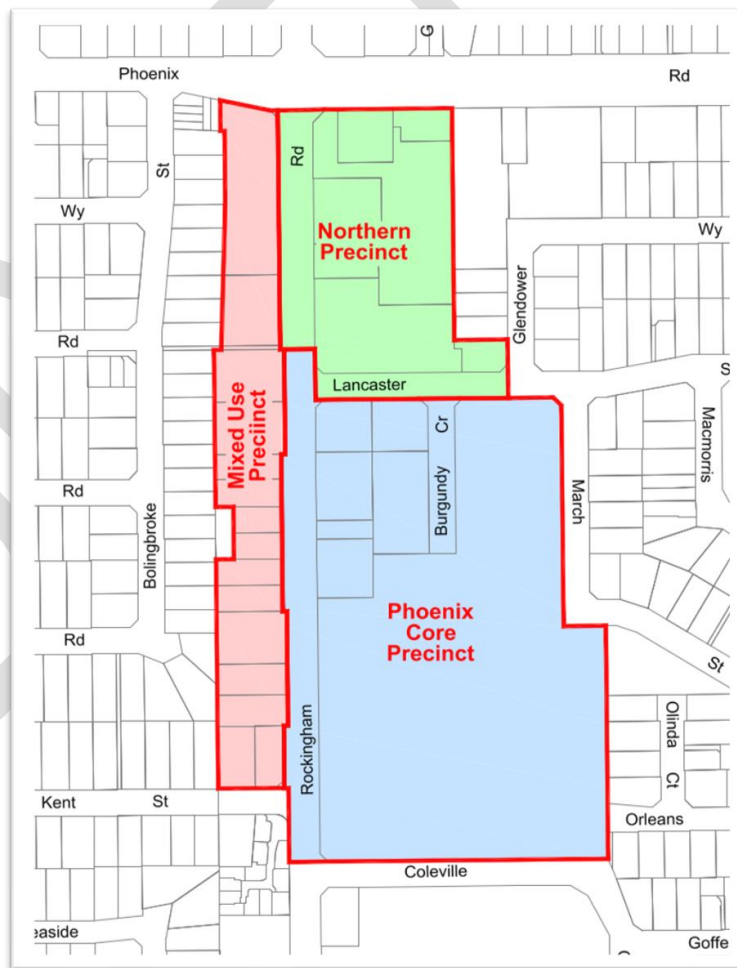 G
Phoenix
Rd
Rd
St
Wy
Northern
Precinct
Wy
Glendower
Rd
Lancaster
S
Mixed Use
Preciinct
Cr
Burgundy
Macmorris
March
Rd
Bolingbroke
Phoenix
Core
Precinct
Rd
St
Rockingham
Olinda
Ct
Kent
St
Orleans
Coleville
easide
Goffe